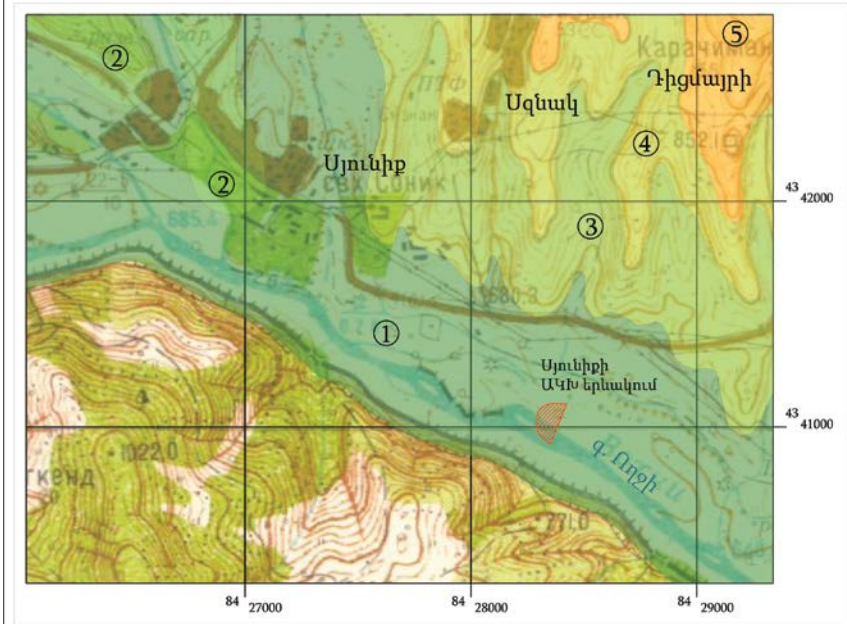 ②
⑤
Карачиман
Դիցմայրի
ПТФ
Սզնակ
④
852.1
Սյունիք
свх Соник
②
43 42000
685.4
③
680.3
①
Սյունիքի
ԱԿԽ երևակում
43 41000
գ. Ողջի
1022.0
771.0
84 27000
84 28000
84 29000